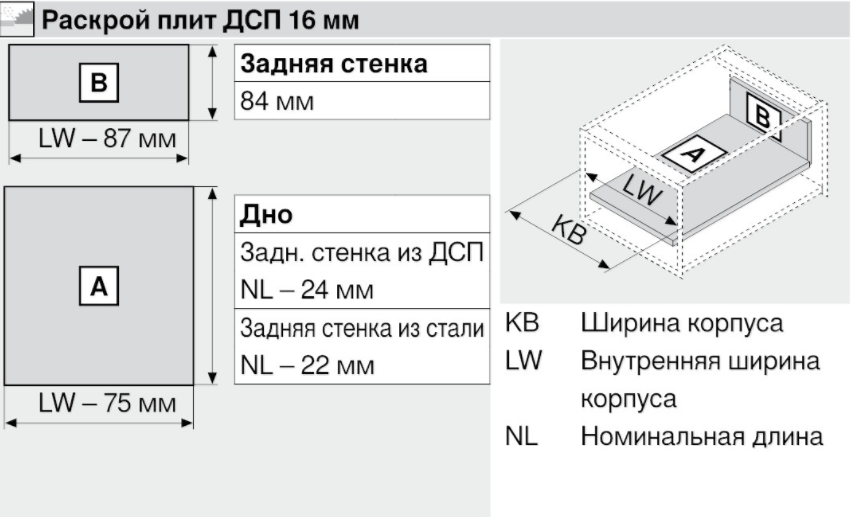 Раскрой плит ДСП 16 мм
B
LW – 87 мм
Задняя стенка
84 мм
A
LW – 75 мм
Дно
Задн. стенка из ДСП
NL – 24 мм
Задняя стенка из стали
NL – 22 мм
B
A
LW
KB
KB Ширина корпуса
LW Внутренняя ширина
корпуса
NL Номинальная длина